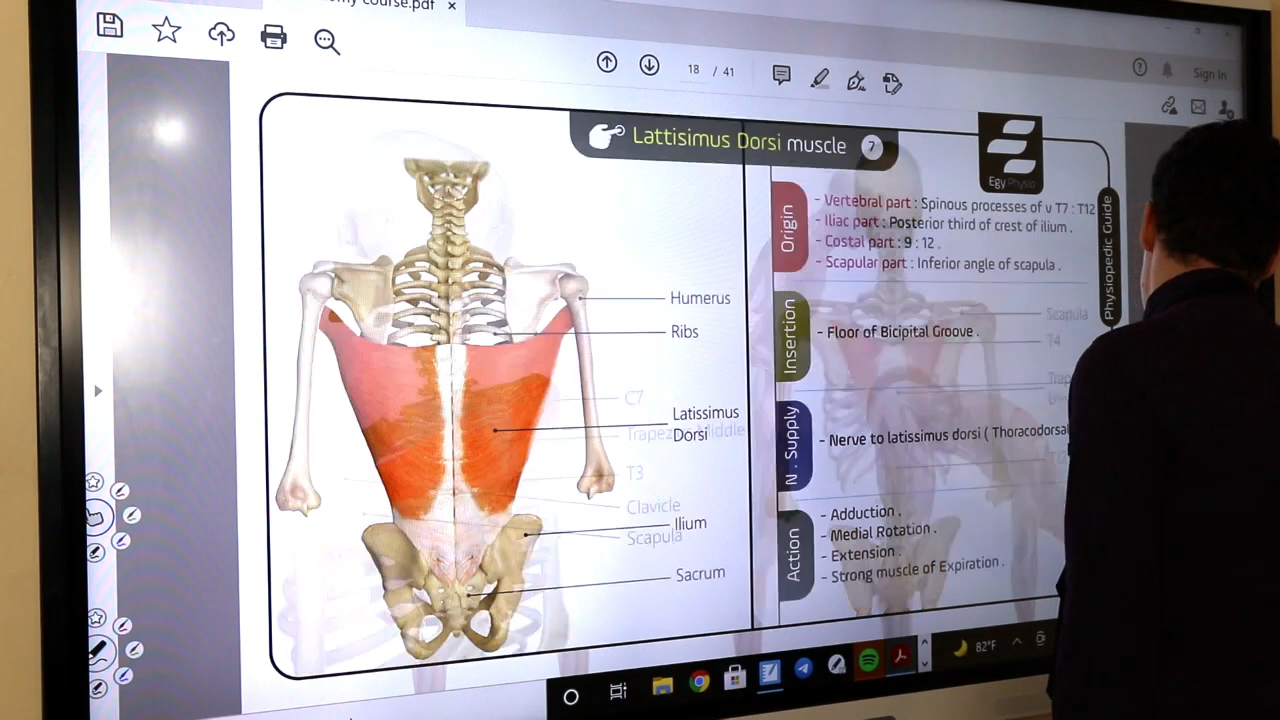 my course.pdf ×
18 / 41
Sign In
Lattisimus Dorsi muscle 7
Egy Physio
Physiopedic Guide
Humerus
Ribs
C7
Latissimus
Dorsi
Middle
T3
Clavicle
Ilium
Scapula
Sacrum
Origin
- Vertebral part : Spinous processes of v T7 : T12
- Iliac part : Posterior third of crest of ilium .
- Costal part : 9 : 12 .
- Scapular part : Inferior angle of scapula .
Insertion
- Floor of Bicipital Groove .
Scapula
T4
N . Supply
- Nerve to latissimus dorsi ( Thoracodorsal
Action
- Adduction .
- Medial Rotation .
- Extension .
- Strong muscle of Expiration .
82°F